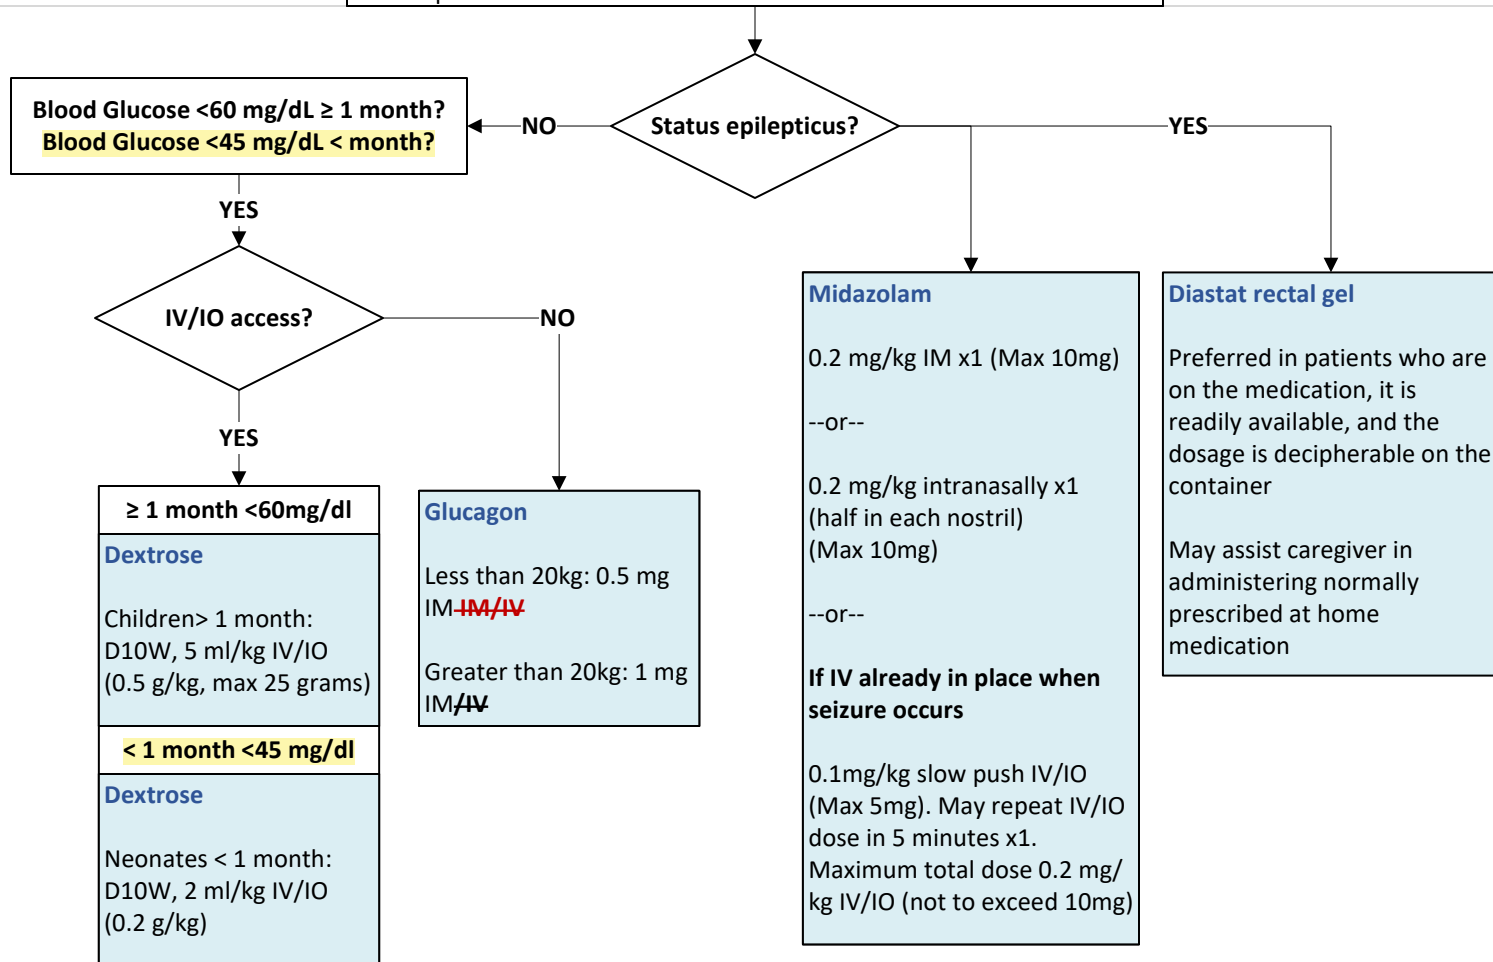 Status epilepticus?
NO
YES
Blood Glucose <60 mg/dL ≥ 1 month?
Blood Glucose <45 mg/dL < month?
YES
IV/IO access?
NO
YES
≥ 1 month <60mg/dl
Dextrose
Children> 1 month:
D10W, 5 ml/kg IV/IO
(0.5 g/kg, max 25 grams)
< 1 month <45 mg/dl
Dextrose
Neonates < 1 month:
D10W, 2 ml/kg IV/IO
(0.2 g/kg)
Glucagon
Less than 20kg: 0.5 mg
IM IM/IV
Greater than 20kg: 1 mg
IM/IV
Midazolam
0.2 mg/kg IM x1 (Max 10mg)
--or--
0.2 mg/kg intranasally x1
(half in each nostril)
(Max 10mg)
--or--
If IV already in place when
seizure occurs
0.1mg/kg slow push IV/IO
(Max 5mg). May repeat IV/IO
dose in 5 minutes x1.
Maximum total dose 0.2 mg/
kg IV/IO (not to exceed 10mg)
Diastat rectal gel
Preferred in patients who are
on the medication, it is
readily available, and the
dosage is decipherable on the
container
May assist caregiver in
administering normally
prescribed at home
medication